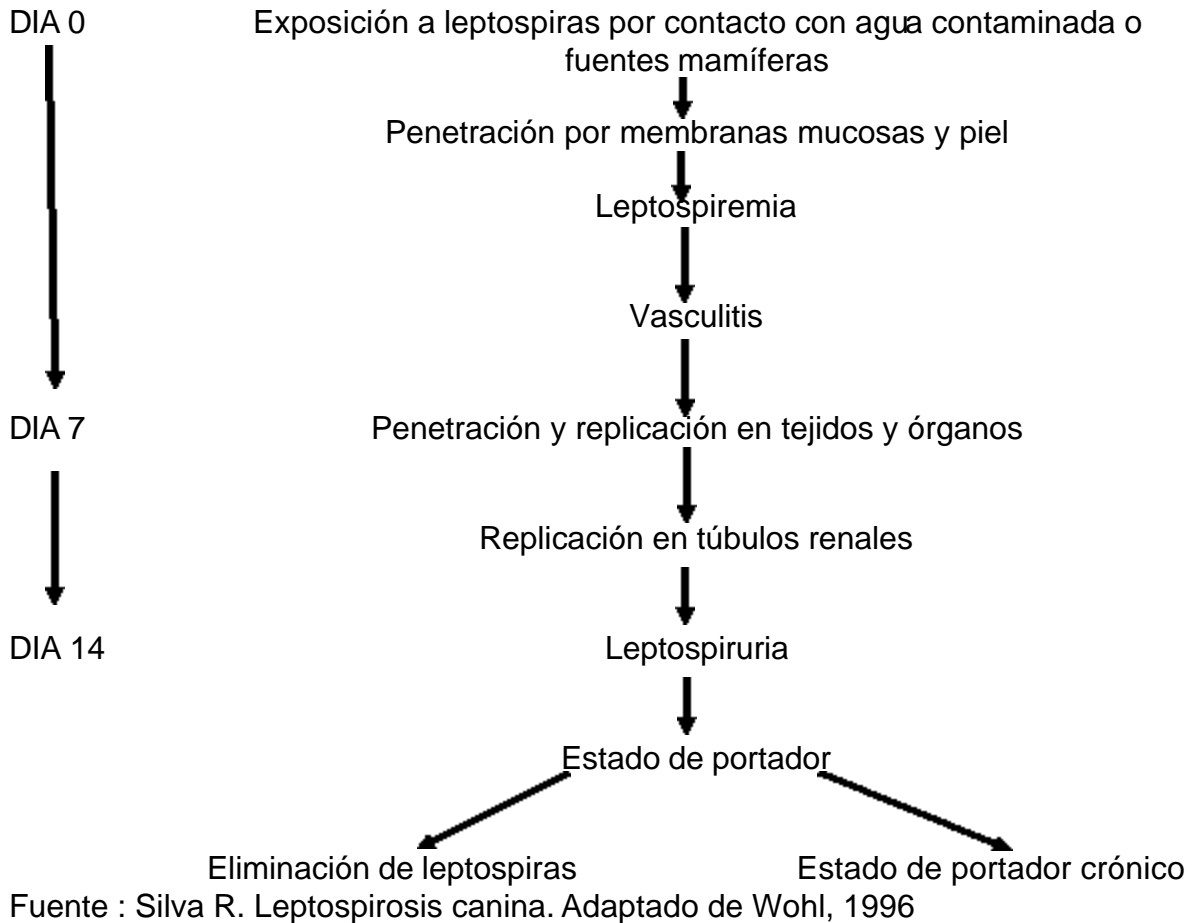 DIA 0 Exposición a leptospiras por contacto con agua contaminada o
fuentes mamíferas
Penetración por membranas mucosas y piel
Leptospiremia
Vasculitis
DIA 7 Penetración y replicación en tejidos y órganos
Replicación en túbulos renales
DIA 14 Leptospiruria
Estado de portador
Eliminación de leptospiras Estado de portador crónico
Fuente : Silva R. Leptospirosis canina. Adaptado de Wohl, 1996